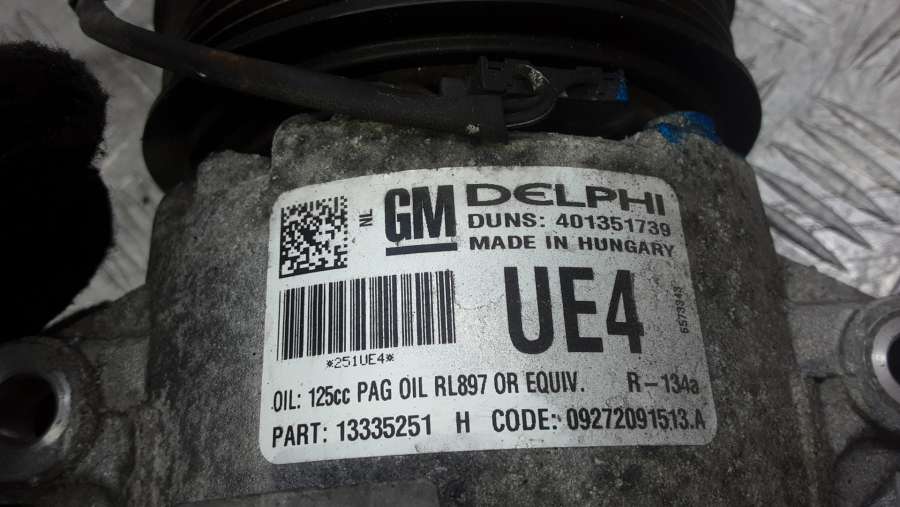 NL
GM DELPHI
DUNS: 401351739
MADE IN HUNGARY
UE4
6573343
*251UE4*
OIL: 125cc PAG OIL RL897 OR EQUIV. R-134a
PART: 13335251 H CODE: 09272091513.A